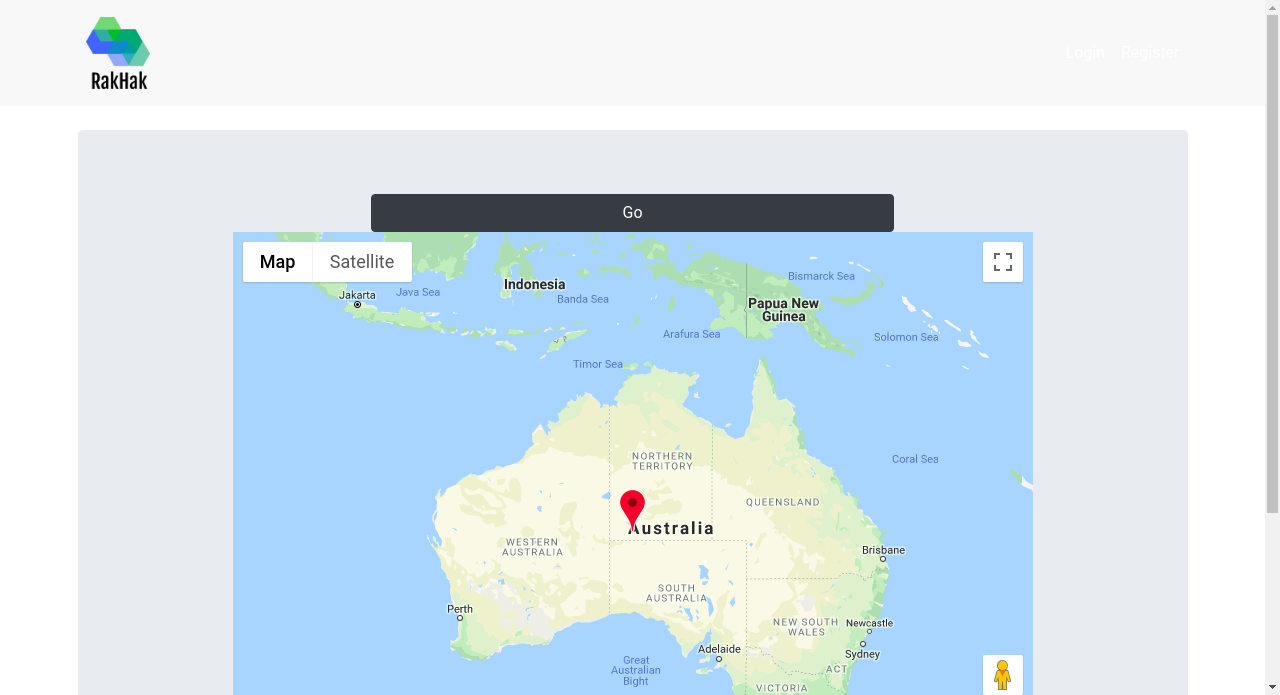 RakHak
Login Register
Go
Map Satellite
Indonesia
Bismarck Sea
Jakarta
Java Sea
Banda Sea
Papua New
Guinea
Arafura Sea
Solomon Sea
Timor Sea
NORTHERN
TERRITORY
Coral Sea
QUEENSLAND
Australia
WESTERN
AUSTRALIA
Brisbane
SOUTH
AUSTRALIA
Perth
NEW SOUTH
WALES
Newcastle
Adelaide
Sydney
Great
Australian
Bight
ACT
VICTORIA